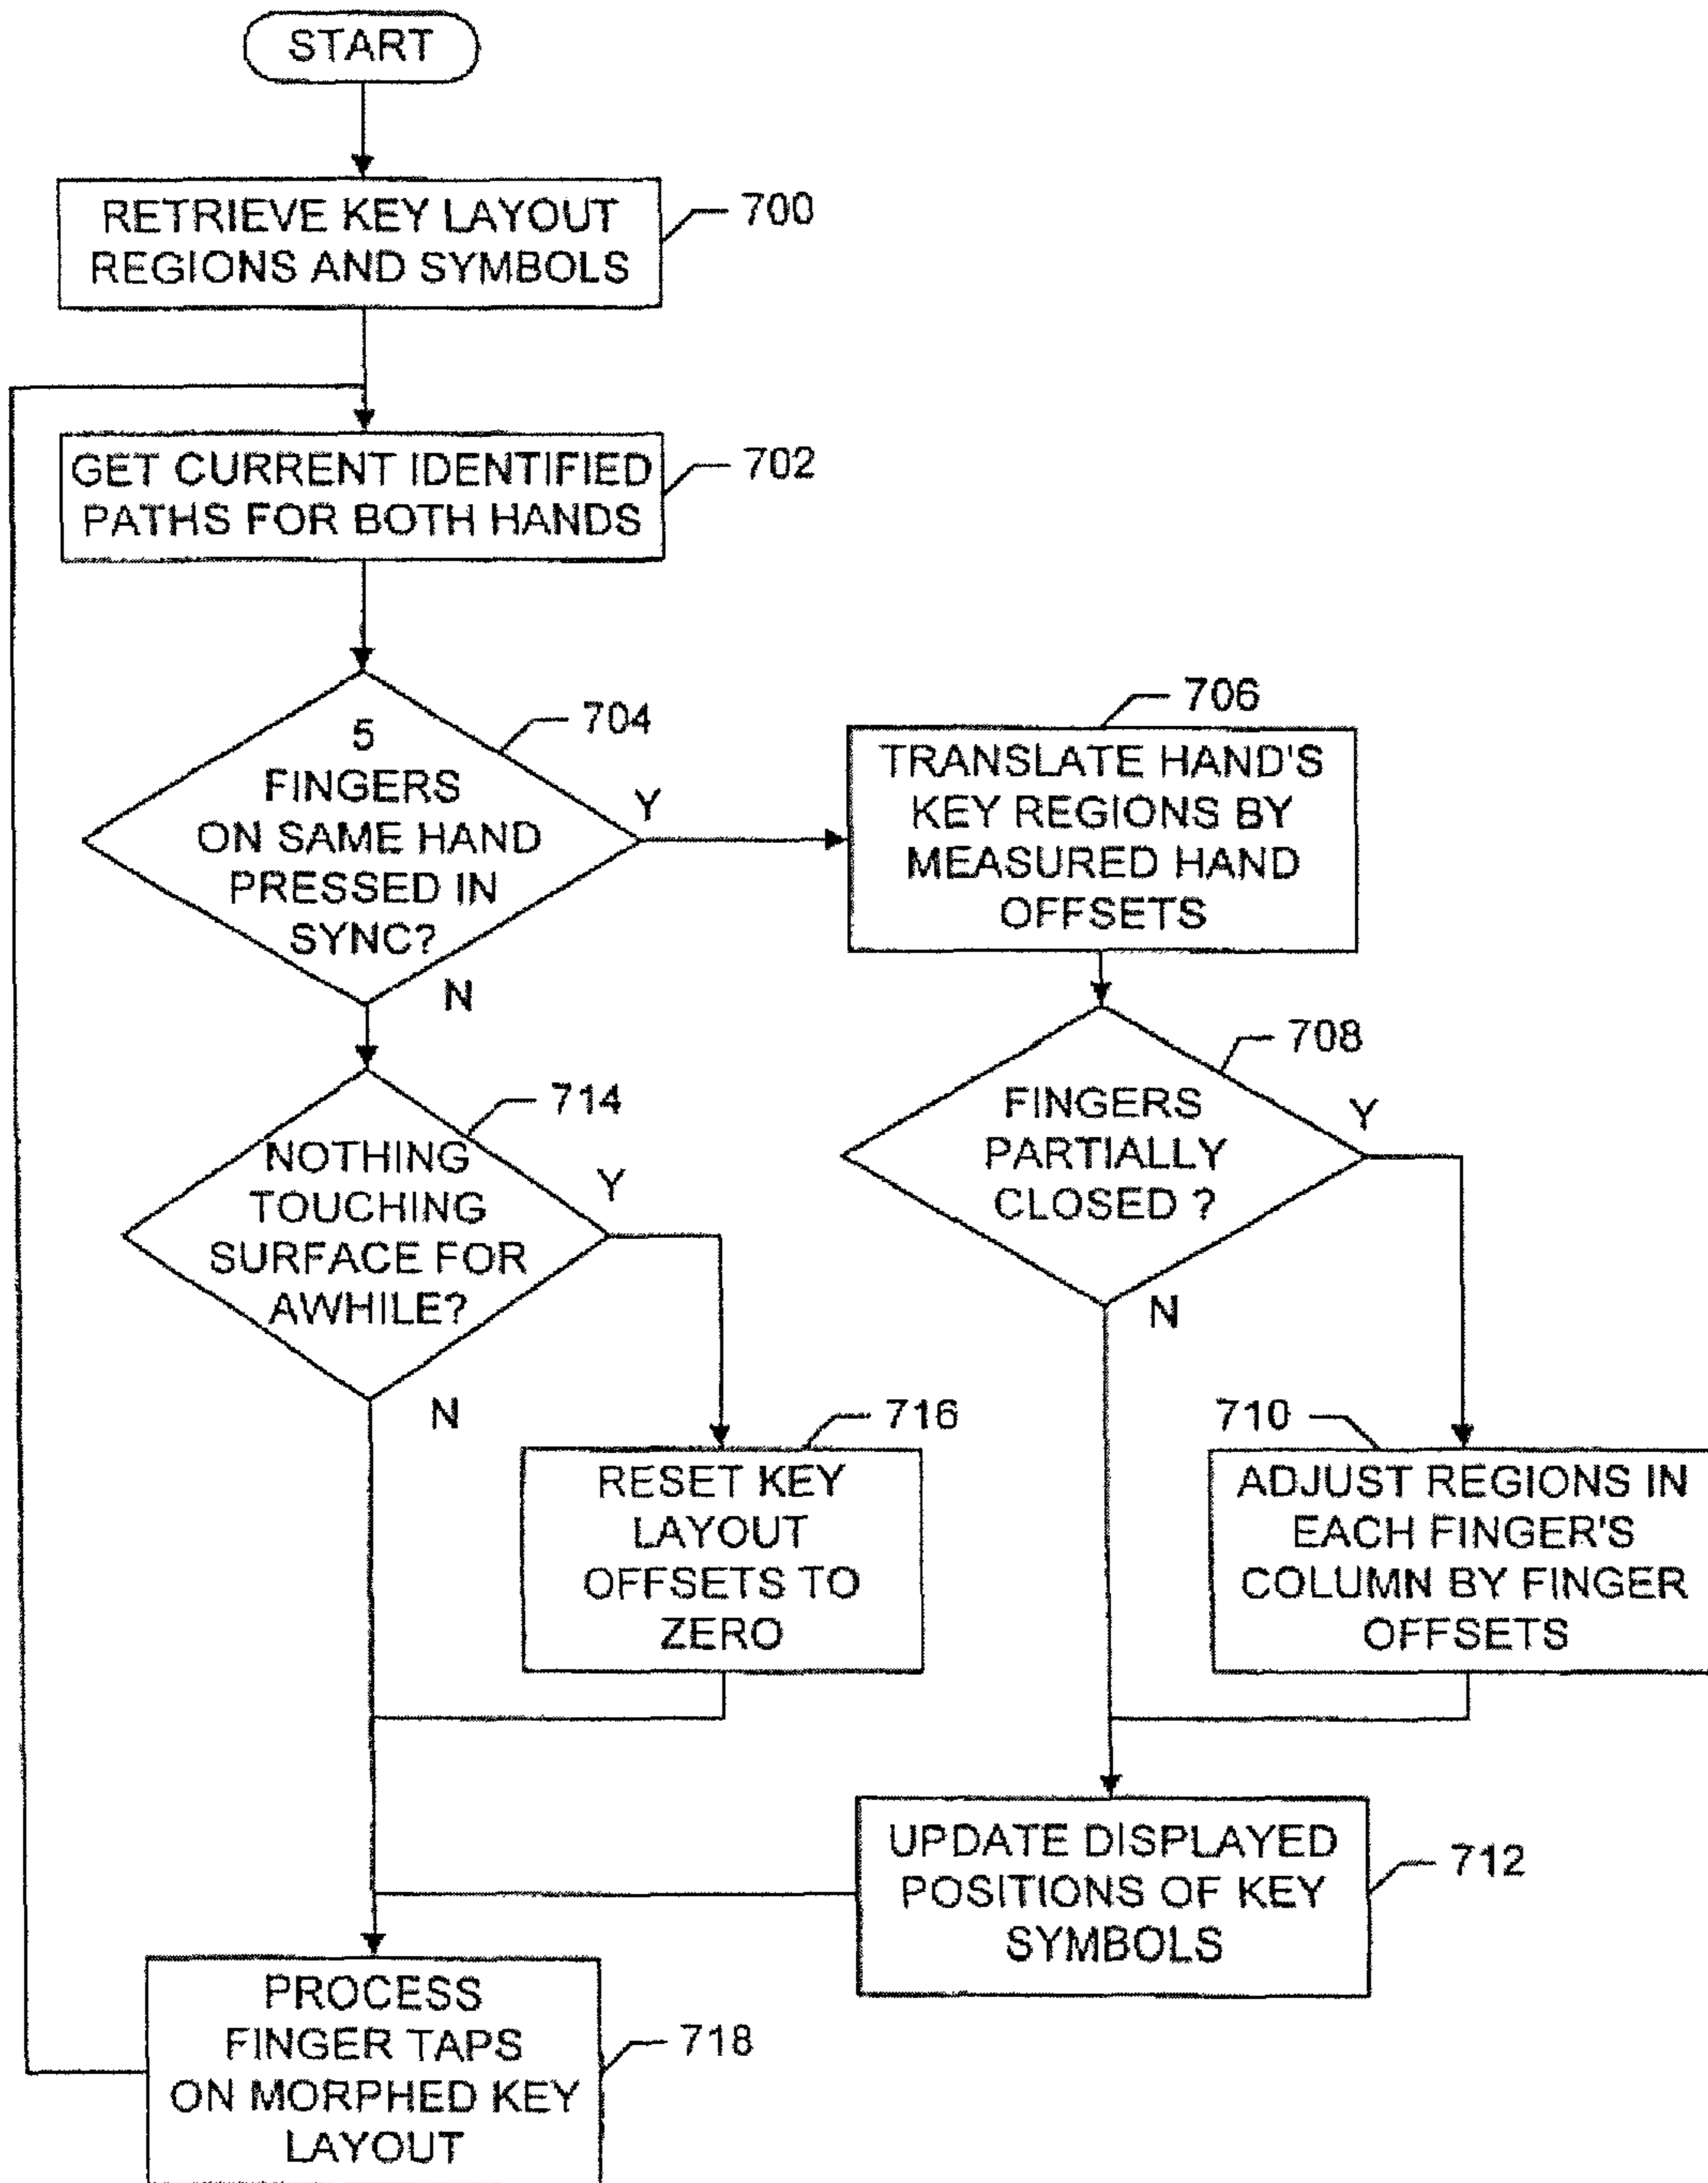 START
RETRIEVE KEY LAYOUT
REGIONS AND SYMBOLS
700
GET CURRENT IDENTIFIED
PATHS FOR BOTH HANDS
702
5
FINGERS
ON SAME HAND
PRESSED IN
SYNC?
704
Y
N
706
TRANSLATE HAND'S
KEY REGIONS BY
MEASURED HAND
OFFSETS
708
FINGERS
PARTIALLY
CLOSED ?
Y
N
714
NOTHING
TOUCHING
SURFACE FOR
AWHILE?
Y
N
716
RESET KEY
LAYOUT
OFFSETS TO
ZERO
710
ADJUST REGIONS IN
EACH FINGER'S
COLUMN BY FINGER
OFFSETS
UPDATE DISPLAYED
POSITIONS OF KEY
SYMBOLS
712
PROCESS
FINGER TAPS
ON MORPHED KEY
LAYOUT
718